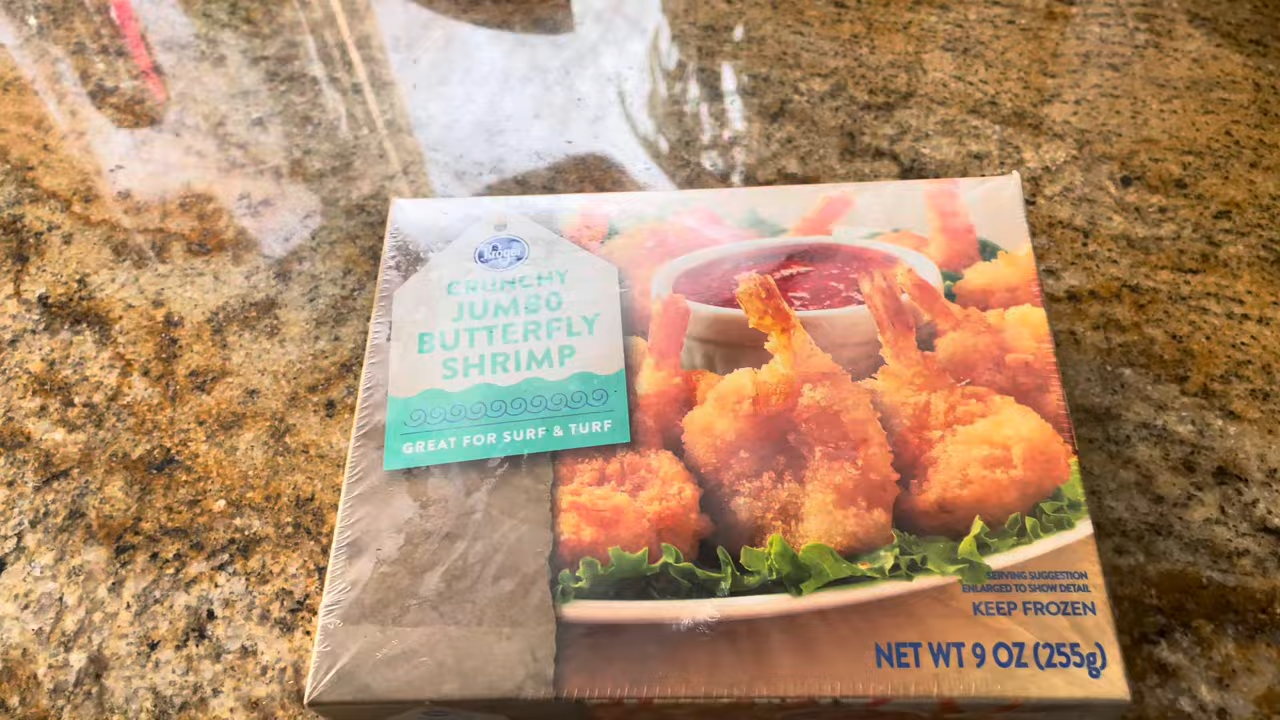 Kroger
CRUNCHY
JUMBO
BUTTERFLY
SHRIMP
GREAT FOR SURF & TURF
SERVING SUGGESTION
ENLARGED TO SHOW DETAIL
KEEP FROZEN
NET WT 9 OZ (255g)